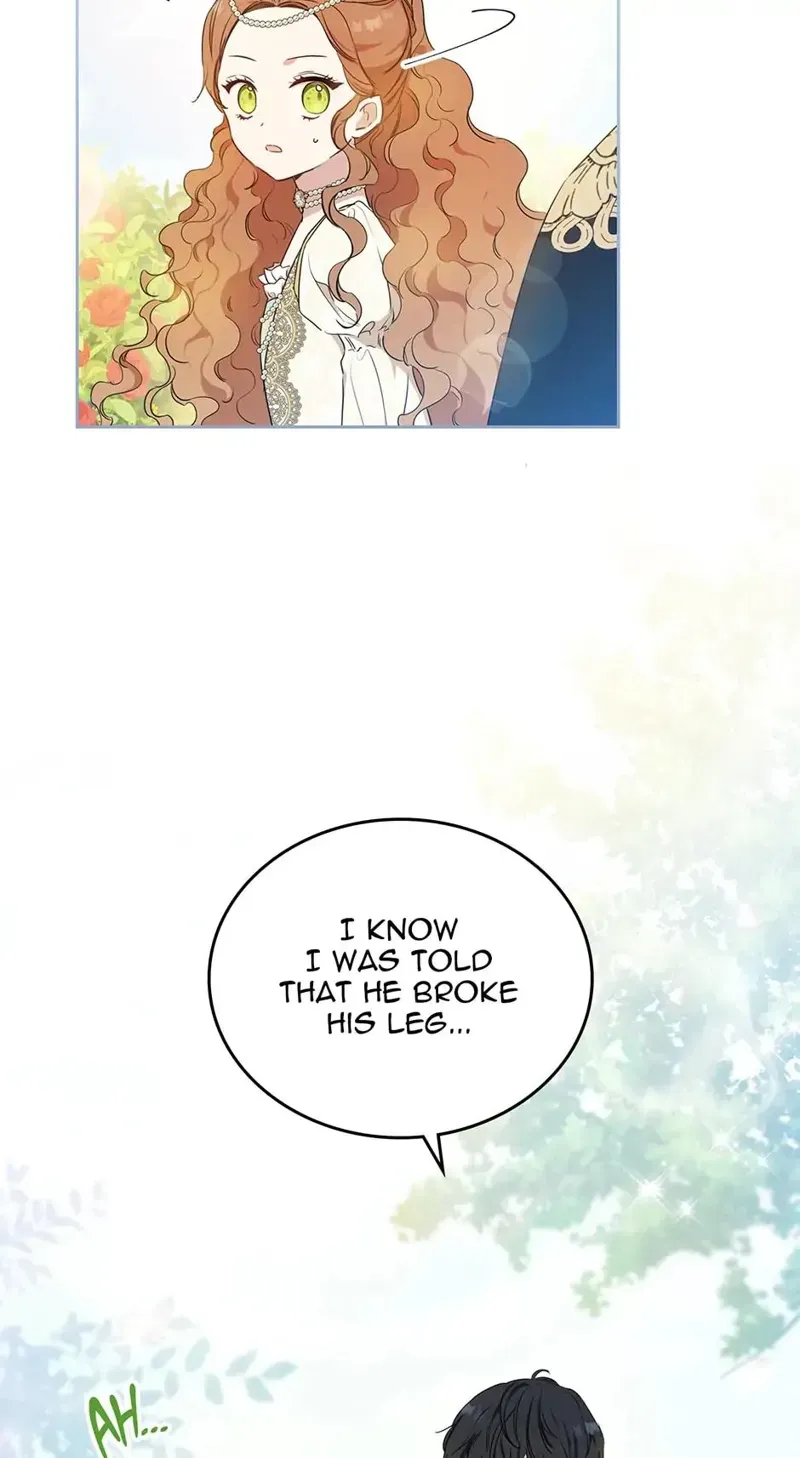 I KNOW
I WAS TOLD
THAT HE BROKE
HIS LEG...
AH...